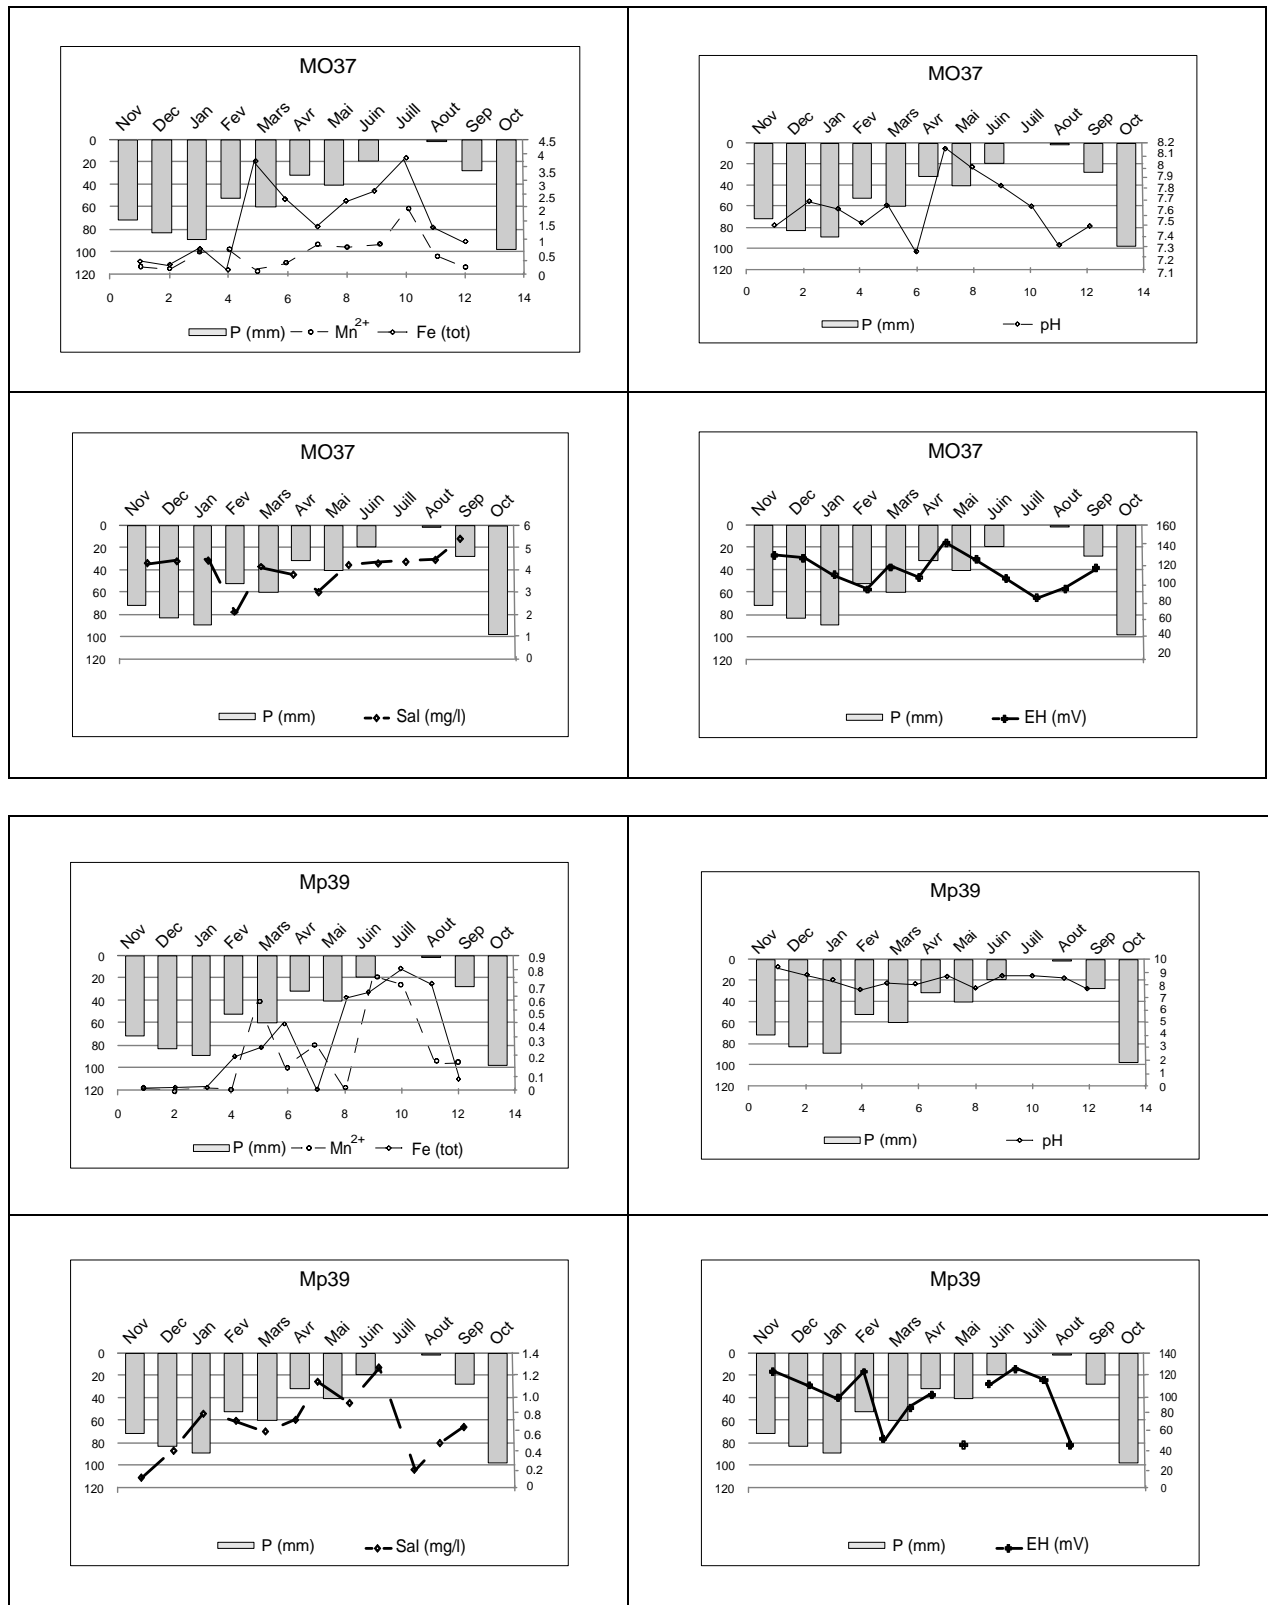 MO37
Nov Dec Jan Fev Mars Avr Mai Juin Juill Aout Sep Oct
0 4.5
20 4
3.5
40 3
2.5
60 2
80 1.5
1
100 0.5
120 0
0 2 4 6 8 10 12 14
P (mm) Mn2+ Fe (tot)
MO37
Nov Dec Jan Fev Mars Avr Mai Juin Juill Aout Sep Oct
0 8.2
8.1
20 8
7.9
40 7.8
7.7
60 7.6
7.5
80 7.4
100 7.3
7.2
120 7.1
0 2 4 6 8 10 12 14
P (mm) pH
MO37
Nov Dec Jan Fev Mars Avr Mai Juin Juill Aout Sep Oct
0 6
20 5
40 4
60 3
80 2
100 1
120 0
P (mm) Sal (mg/l)
MO37
Nov Dec Jan Fev Mars Avr Mai Juin Juill Aout Sep Oct
0 160
20 140
40 120
100
60 80
80 60
100 40
120 20
P (mm) EH (mV)
Mp39
Nov Dec Jan Fev Mars Avr Mai Juin Juill Aout Sep Oct
0 0.9
0.8
20 0.7
40 0.6
0.5
60 0.4
80 0.3
0.2
100 0.1
120 0
0 2 4 6 8 10 12 14
P (mm) Mn2+ Fe (tot)
Mp39
Nov Dec Jan Fev Mars Avr Mai Juin Juill Aout Sep Oct
0 10
9
20 8
7
40 6
60 5
4
80 3
100 2
1
120 0
0 2 4 6 8 10 12 14
P (mm) pH
Mp39
Nov Dec Jan Fev Mars Avr Mai Juin Juill Aout Sep Oct
0 1.4
20 1.2
40 1.0
0.8
60 0.6
80 0.4
100 0.2
120 0
P (mm) Sal (mg/l)
Mp39
Nov Dec Jan Fev Mars Avr Mai Juin Juill Aout Sep Oct
0 140
20 120
40 100
80
60 60
80 40
100 20
120 0
P (mm) EH (mV)